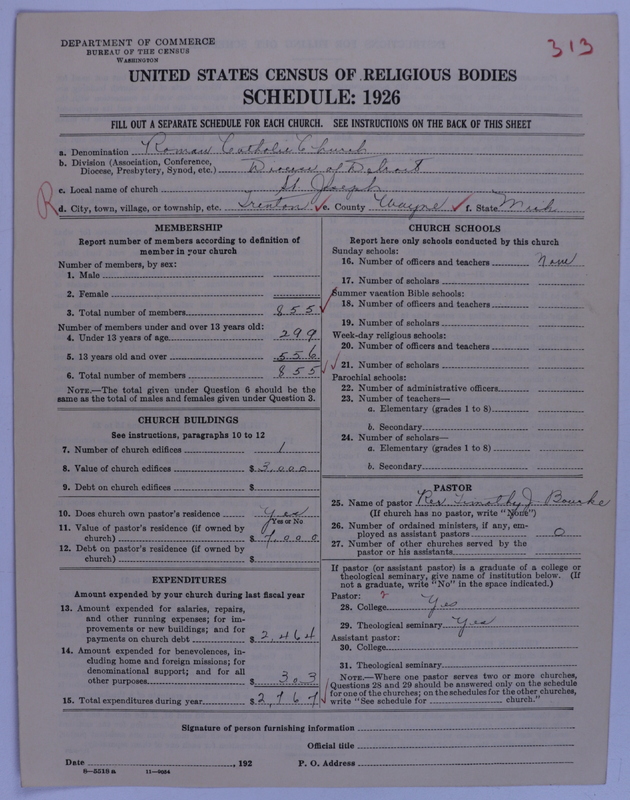 313
DEPARTMENT OF COMMERCE
BUREAU OF THE CENSUS
WASHINGTON
UNITED STATES CENSUS OF RELIGIOUS BODIES
SCHEDULE: 1926
FILL OUT A SEPARATE SCHEDULE FOR EACH CHURCH. SEE INSTRUCTIONS ON THE BACK OF THIS SHEET
a. Denomination Roman Catholic Church
b. Division (Association, Conference, Diocese, Presbytery, Synod, etc.) Diocese of Detroit
c. Local name of church St. Joseph
R d. City, town, village, or township, etc. Trenton e. County Wayne f. State Mich
MEMBERSHIP
Report number of members according to definition of
member in your church
Number of members, by sex:
1. Male
2. Female
3. Total number of members 855
Number of members under and over 13 years old:
4. Under 13 years of age 299
5. 13 years old and over 556
6. Total number of members 855
NOTE.—The total given under Question 6 should be
same as the total of males and females given under Question 3.
CHURCH BUILDINGS
See instructions, paragraphs 10 to 12
7. Number of church edifices 1
8. Value of church edifices $ 3,000
9. Debt on church edifices $
10. Does church own pastor's residence? Yes
Yes or No
11. Value of pastor's residence (if owned by
church) $ 7,000
12. Debt on pastor's residence (if owned by
church) $
EXPENDITURES
Amount expended by your church during last fiscal year
13. Amount expended for salaries, repairs,
and other running expenses; for im-
provements or new buildings; and for
payments on church debt $ 2,464
14. Amount expended for benevolences, in-
cluding home and foreign missions; for
denominational support; and for all
other purposes $ 303
15. Total expenditures during year $ 2,767
CHURCH SCHOOLS
Report here only schools conducted by this church
Sunday schools:
16. Number of officers and teachers None
17. Number of scholars
Summer vacation Bible schools:
18. Number of officers and teachers
19. Number of scholars
Week-day religious schools:
20. Number of officers and teachers
21. Number of scholars
Parochial schools:
22. Number of administrative officers
23. Number of teachers—
a. Elementary (grades 1 to 8)
b. Secondary
24. Number of scholars—
a. Elementary (grades 1 to 8)
b. Secondary
PASTOR
25. Name of pastor Rev. Timothy J. Bourke
(If church has no pastor, write "None")
26. Number of ordained ministers, if any, em-
ployed as assistant pastors 0
27. Number of other churches served by the
pastor or his assistants
If pastor (or assistant pastor) is a graduate of a college or
theological seminary, give name of institution below. (If
not a graduate, write "No" in the space indicated.)
Pastor:
28. College Yes
29. Theological seminary Yes
Assistant pastor:
30. College
31. Theological seminary
NOTE.—Where one pastor serves two or more churches,
Questions 28 and 29 should be answered only on the schedule
for one of the churches; on the schedules for the other churches,
write "See schedule for church."
Signature of person furnishing information
Official title
Date , 192 P. O. Address
8—5518 a 11—9034